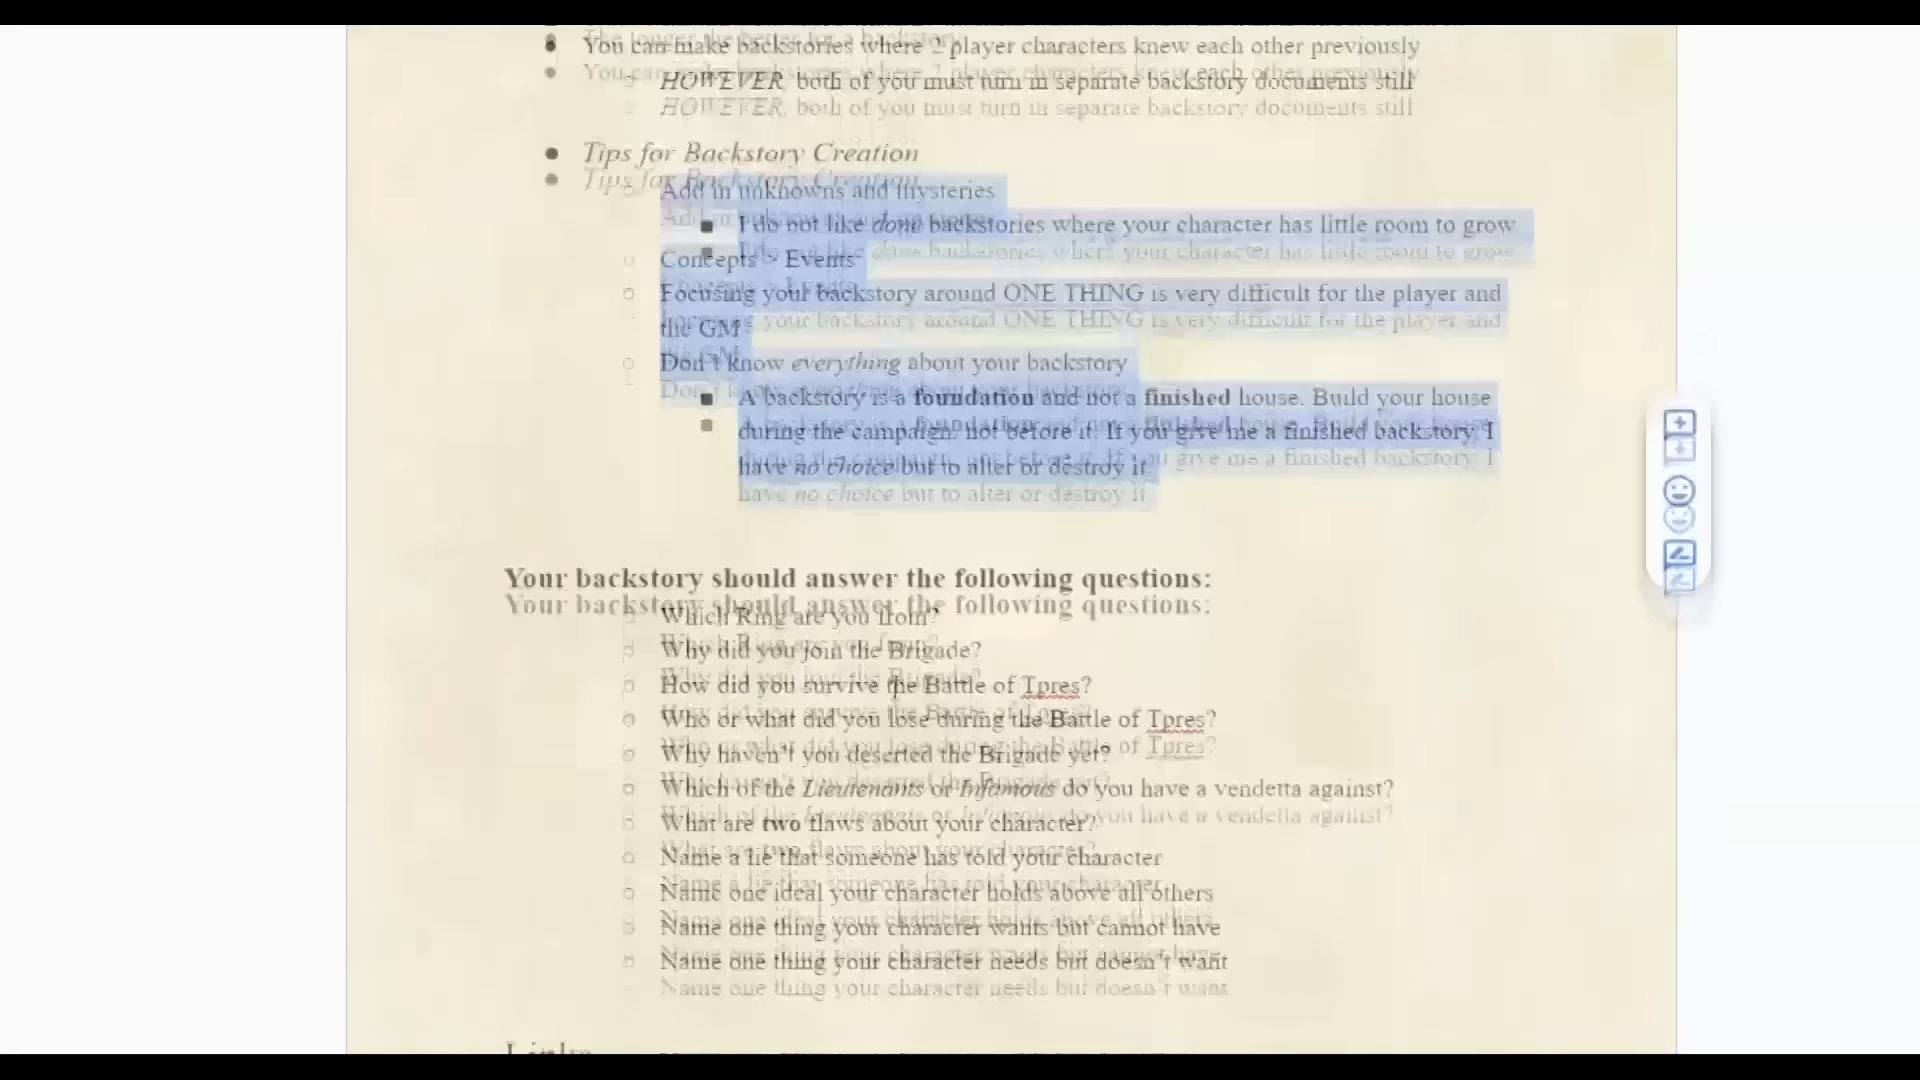 The longer the better for a backstory
You can make backstories where 2 player characters knew each other previously
HOWEVER, both of you must turn in separate backstory documents still
Tips for Backstory Creation
Add in unknowns and mysteries
I do not like done backstories where your character has little room to grow
Concepts > Events
Focusing your backstory around ONE THING is very difficult for the player and
the GM
Don't know everything about your backstory
A backstory is a foundation and not a finished house. Build your house
during the campaign, not before it. If you give me a finished backstory, I
have no choice but to alter or destroy it.
Your backstory should answer the following questions:
Which Ring are you from?
Why did you join the Brigade?
How did you survive the Battle of Tpres?
Who or what did you lose during the Battle of Tpres?
Why haven't you deserted the Brigade yet?
Which of the Lieutenants or Infamous do you have a vendetta against?
What are two flaws about your character?
Name a lie that someone has told your character
Name one ideal your character holds above all others
Name one thing your character wants but cannot have
Name one thing your character needs but doesn't want
Links